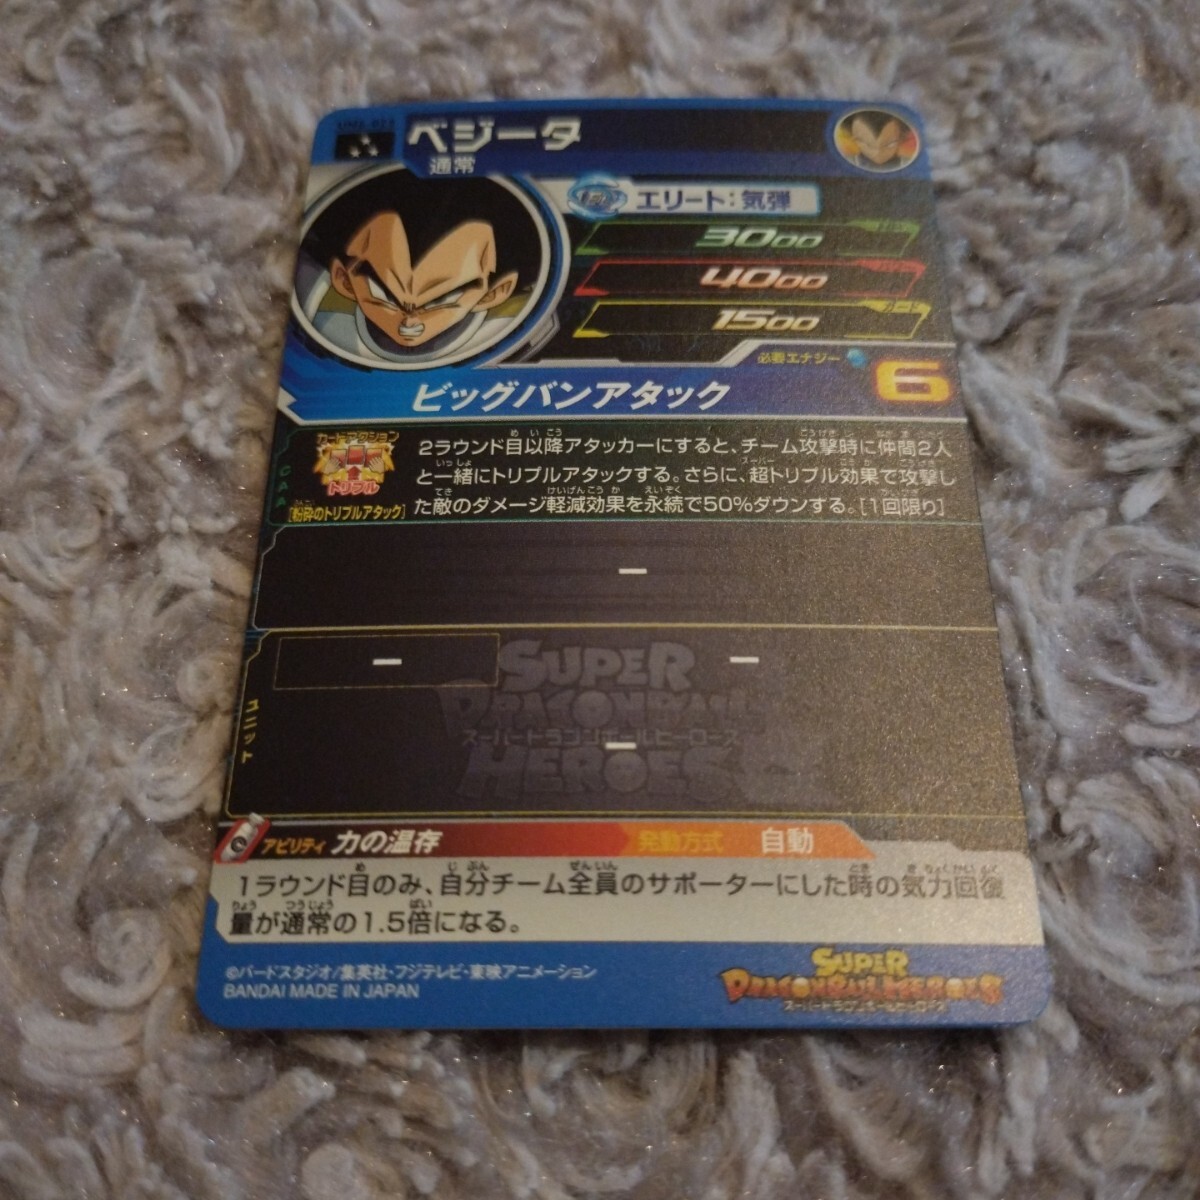 ベジータ
通常
エリート:気弾
3000
4000
ガード
1500
必要エナジー
6
ビッグバンアタック
カードアクション
トリプル
CAA
[粉砕のトリプルアタック]
2ラウンド目以降アタッカーにすると、チーム攻撃時に仲間2人
と一緒にトリプルアタックする。さらに、超トリプル効果で攻撃し
た敵のダメージ軽減効果を永続で50%ダウンする。[1回限り]
ー
ー
ー
ー
ユニット
SUPER
DRAGONBALL
スーパードラゴンボールヒーローズ
HEROES
アビリティ 力の温存 発動方式 自動
1ラウンド目のみ、自分チーム全員のサポーターにした時の気力回復
量が通常の1.5倍になる。
©バードスタジオ/集英社・フジテレビ・東映アニメーション
BANDAI MADE IN JAPAN
SUPER
DRAGONBALL HEROES
スーパードラゴンボールヒーローズ